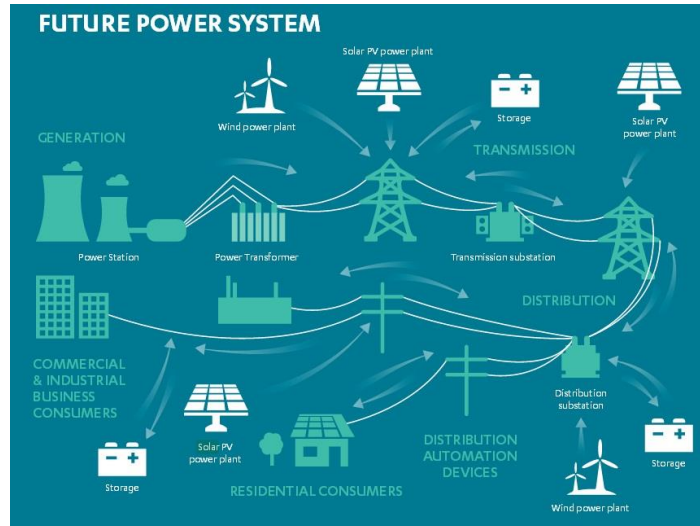 FUTURE POWER SYSTEM
Solar PV power plant
Wind power plant
Storage
Solar PV
power plant
GENERATION
TRANSMISSION
Power Station
Power Transformer
Transmission substation
DISTRIBUTION
COMMERCIAL
& INDUSTRIAL
BUSINESS
CONSUMERS
Distribution
substation
Solar PV
power plant
DISTRIBUTION
AUTOMATION
DEVICES
Storage
RESIDENTIAL CONSUMERS
Storage
Wind power plant